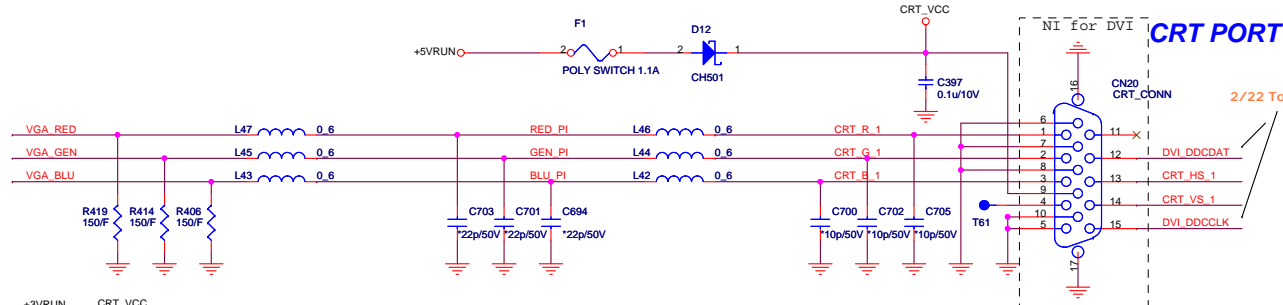 CRT_VCC
NI for DVI
CRT PORT
F1
D12
+5VRUN
2
1
2
1
POLY SWITCH 1.1A
CH501
C397
0.1u/10V
16
CN20
CRT_CONN
2/22 To
VGA_RED
L47
0_6
RED_PI
L46
0_6
CRT_R_1
6
1
11
VGA_GEN
L45
0_6
GEN_PI
L44
0_6
CRT_G_1
7
2
12
DVI_DDCDAT
VGA_BLU
L43
0_6
BLU_PI
L42
0_6
CRT_B_1
8
3
13
CRT_HS_1
9
4
14
CRT_VS_1
10
5
15
DVI_DDCCLK
T61
R419
150/F
R414
150/F
R406
150/F
C703
*22p/50V
C701
*22p/50V
C694
*22p/50V
C700
*10p/50V
C702
*10p/50V
C705
*10p/50V
17
+3VRUN
CRT_VCC